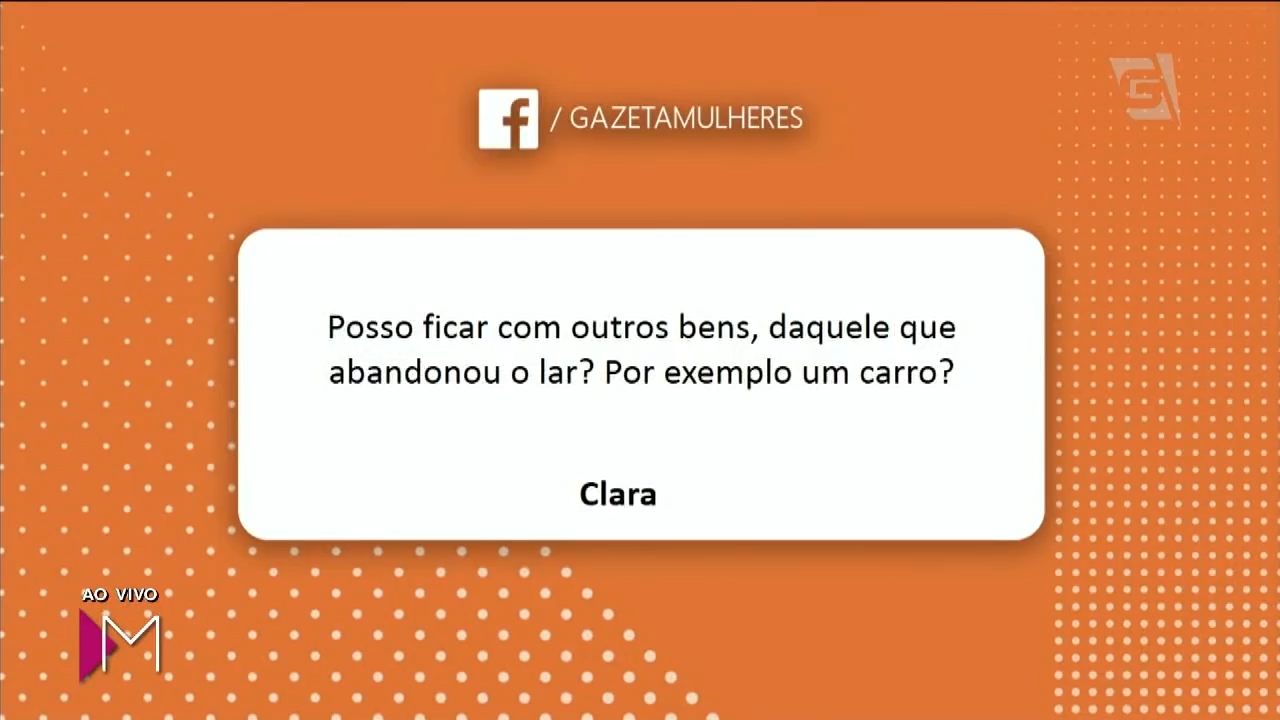 f / GAZETAMULHERES
G
Posso ficar com outros bens, daquele que
abandonou o lar? Por exemplo um carro?
Clara
AO VIVO
M